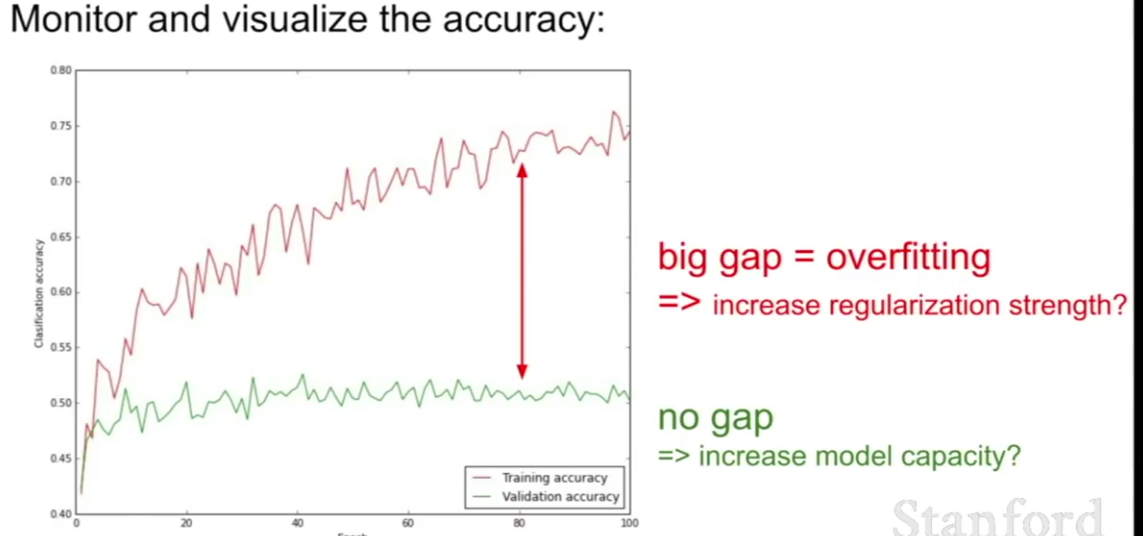 Monitor and visualize the accuracy:
0.80
0.75
0.70
0.65
0.60
0.55
0.50
0.45
0.40
Clasification accuracy
0 20 40 60 80 100
Training accuracy
Validation accuracy
big gap = overfitting
=> increase regularization strength?
no gap
=> increase model capacity?
Stanford